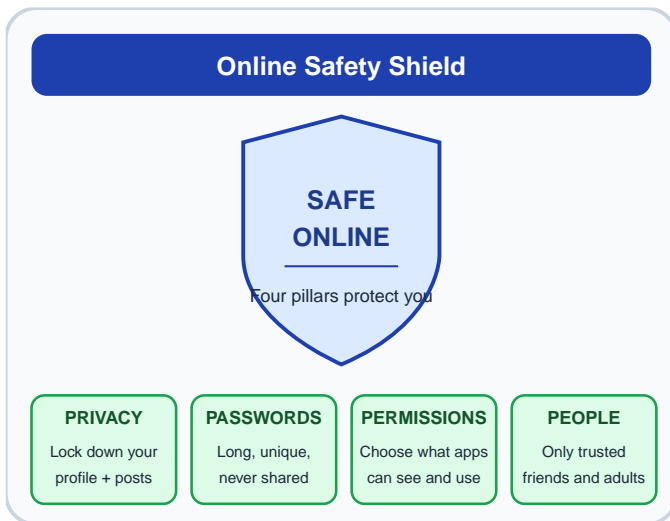 Online Safety Shield
SAFE
ONLINE
Four pillars protect you
PRIVACY
Lock down your
profile + posts
PASSWORDS
Long, unique,
never shared
PERMISSIONS
Choose what apps
can see and use
PEOPLE
Only trusted
friends and adults